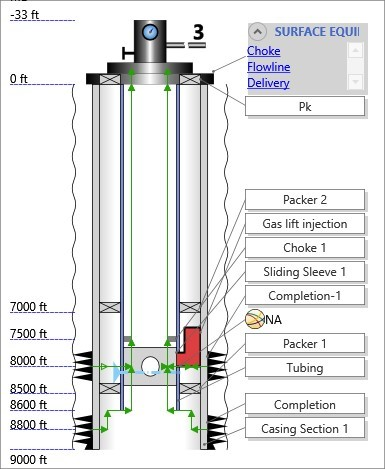 -33 ft
3
SURFACE EQUI
Choke
Flowline
Delivery
0 ft
Pk
Packer 2
Gas lift injection
Choke 1
Sliding Sleeve 1
Completion-1
7000 ft
NA
7500 ft
Packer 1
8000 ft
Tubing
8500 ft
8600 ft
Completion
8800 ft
Casing Section 1
9000 ft